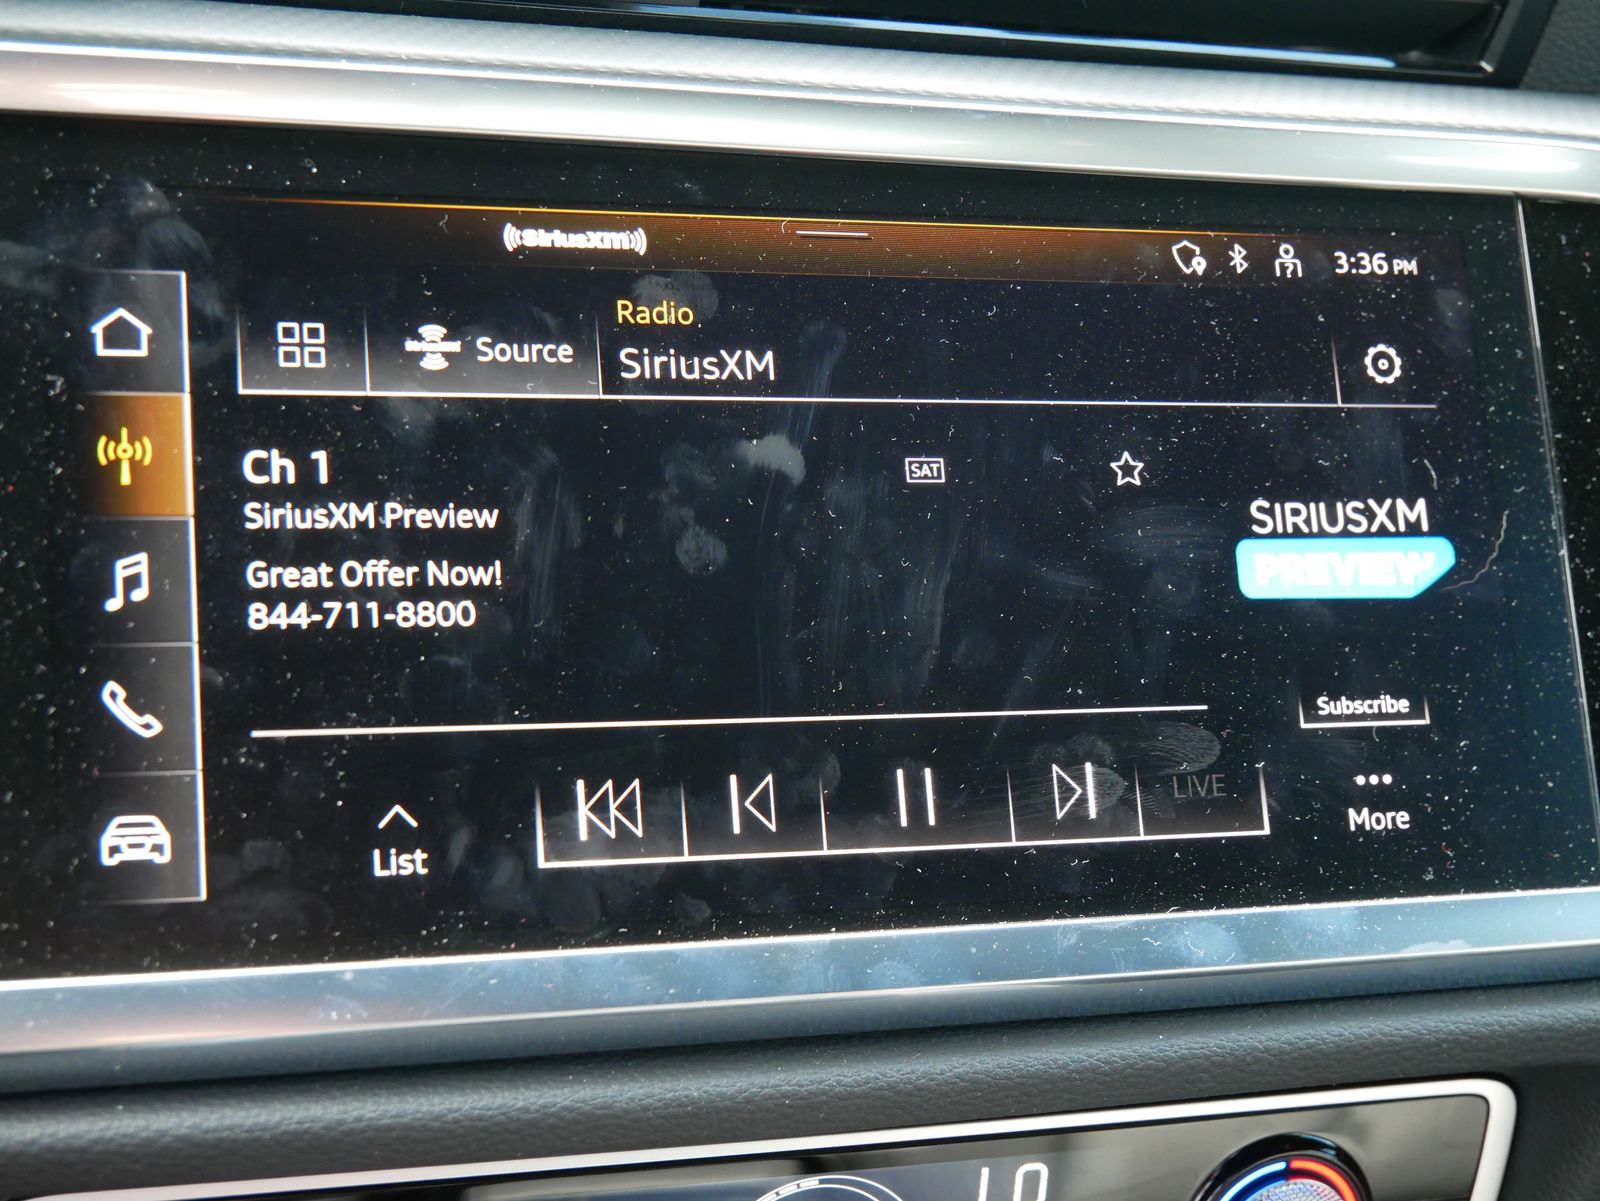 SiriusXM
3:36 PM
SiriusXM
Source
Radio
SiriusXM
Ch 1
SiriusXM Preview
Great Offer Now!
844-711-8800
SAT
SIRIUSXM
PREVIEW
Subscribe
List
LIVE
More